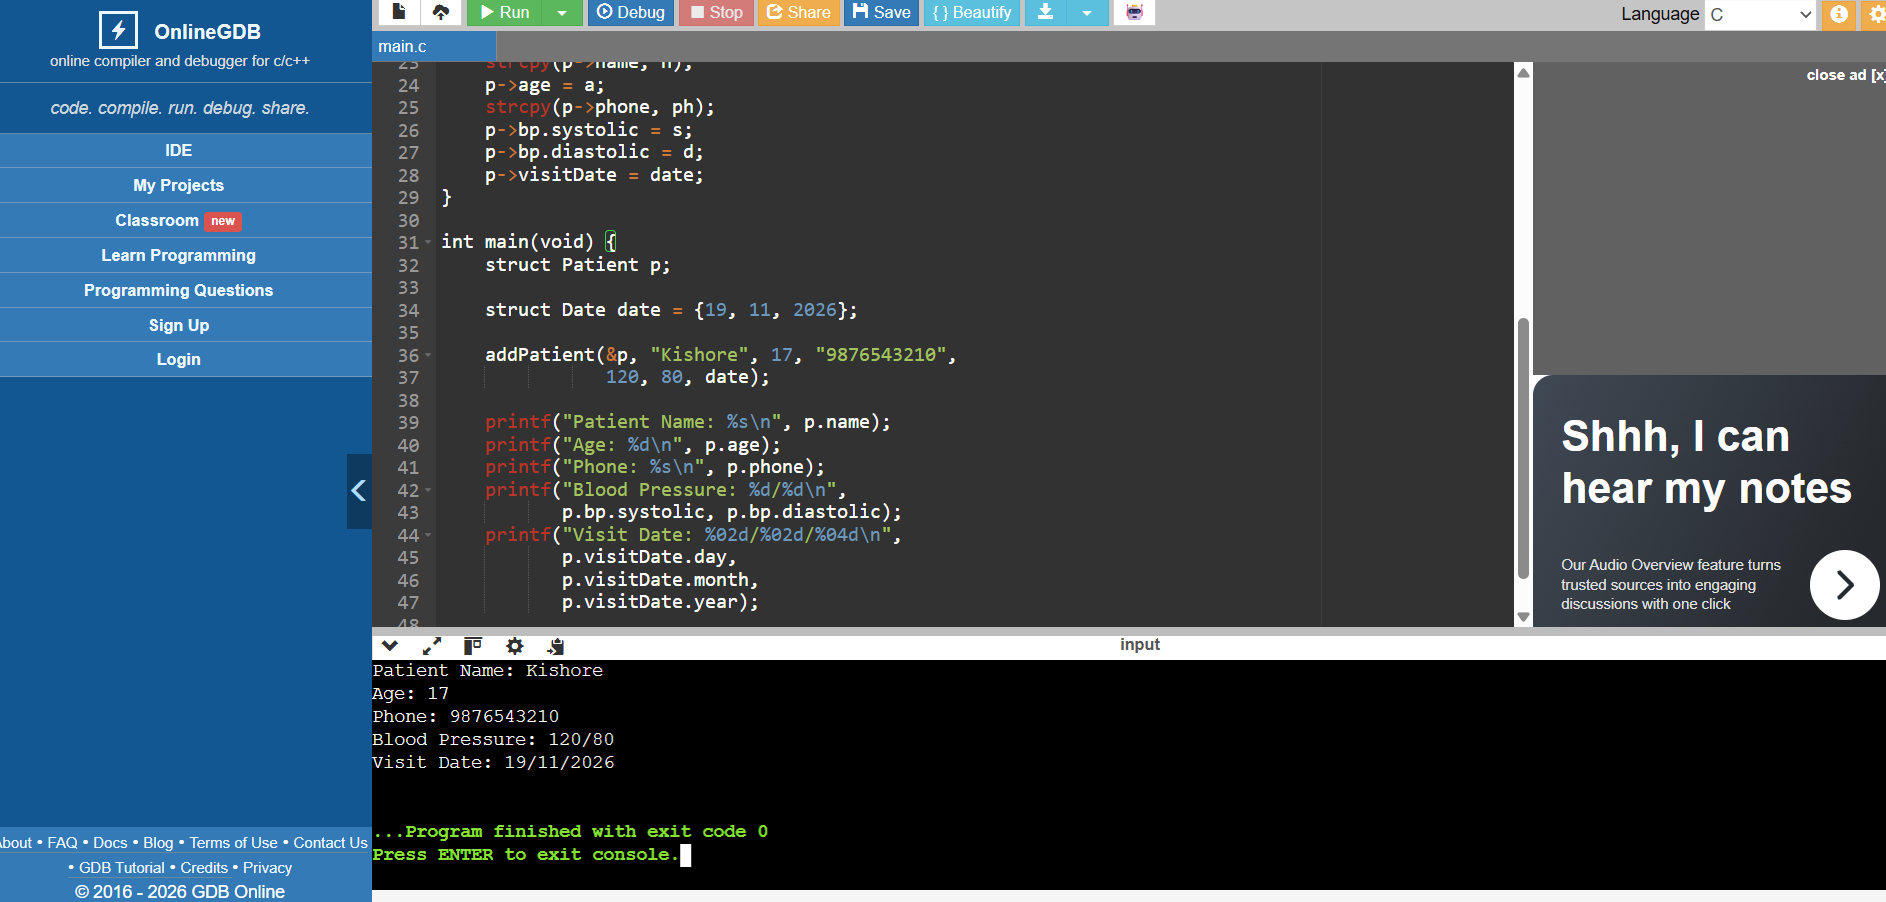 OnlineGDB
online compiler and debugger for c/c++
code. compile. run. debug. share.
IDE
My Projects
Classroom new
Learn Programming
Programming Questions
Sign Up
Login
About • FAQ • Docs • Blog • Terms of Use • Contact Us
• GDB Tutorial • Credits • Privacy
© 2016 - 2026 GDB Online
Run Debug Stop Share Save { } Beautify Language C
main.c
23 strcpy(p->name, n);
24 p->age = a;
25 strcpy(p->phone, ph);
26 p->bp.systolic = s;
27 p->bp.diastolic = d;
28 p->visitDate = date;
29 }
30
31 int main(void) {
32 struct Patient p;
33
34 struct Date date = {19, 11, 2026};
35
36 addPatient(&p, "Kishore", 17, "9876543210",
37 120, 80, date);
38
39 printf("Patient Name: %s\n", p.name);
40 printf("Age: %d\n", p.age);
41 printf("Phone: %s\n", p.phone);
42 printf("Blood Pressure: %d/%d\n",
43 p.bp.systolic, p.bp.diastolic);
44 printf("Visit Date: %02d/%02d/%04d\n",
45 p.visitDate.day,
46 p.visitDate.month,
47 p.visitDate.year);
48
close ad [x]
Shhh, I can
hear my notes
Our Audio Overview feature turns
trusted sources into engaging
discussions with one click
input
Patient Name: Kishore
Age: 17
Phone: 9876543210
Blood Pressure: 120/80
Visit Date: 19/11/2026
...Program finished with exit code 0
Press ENTER to exit console.